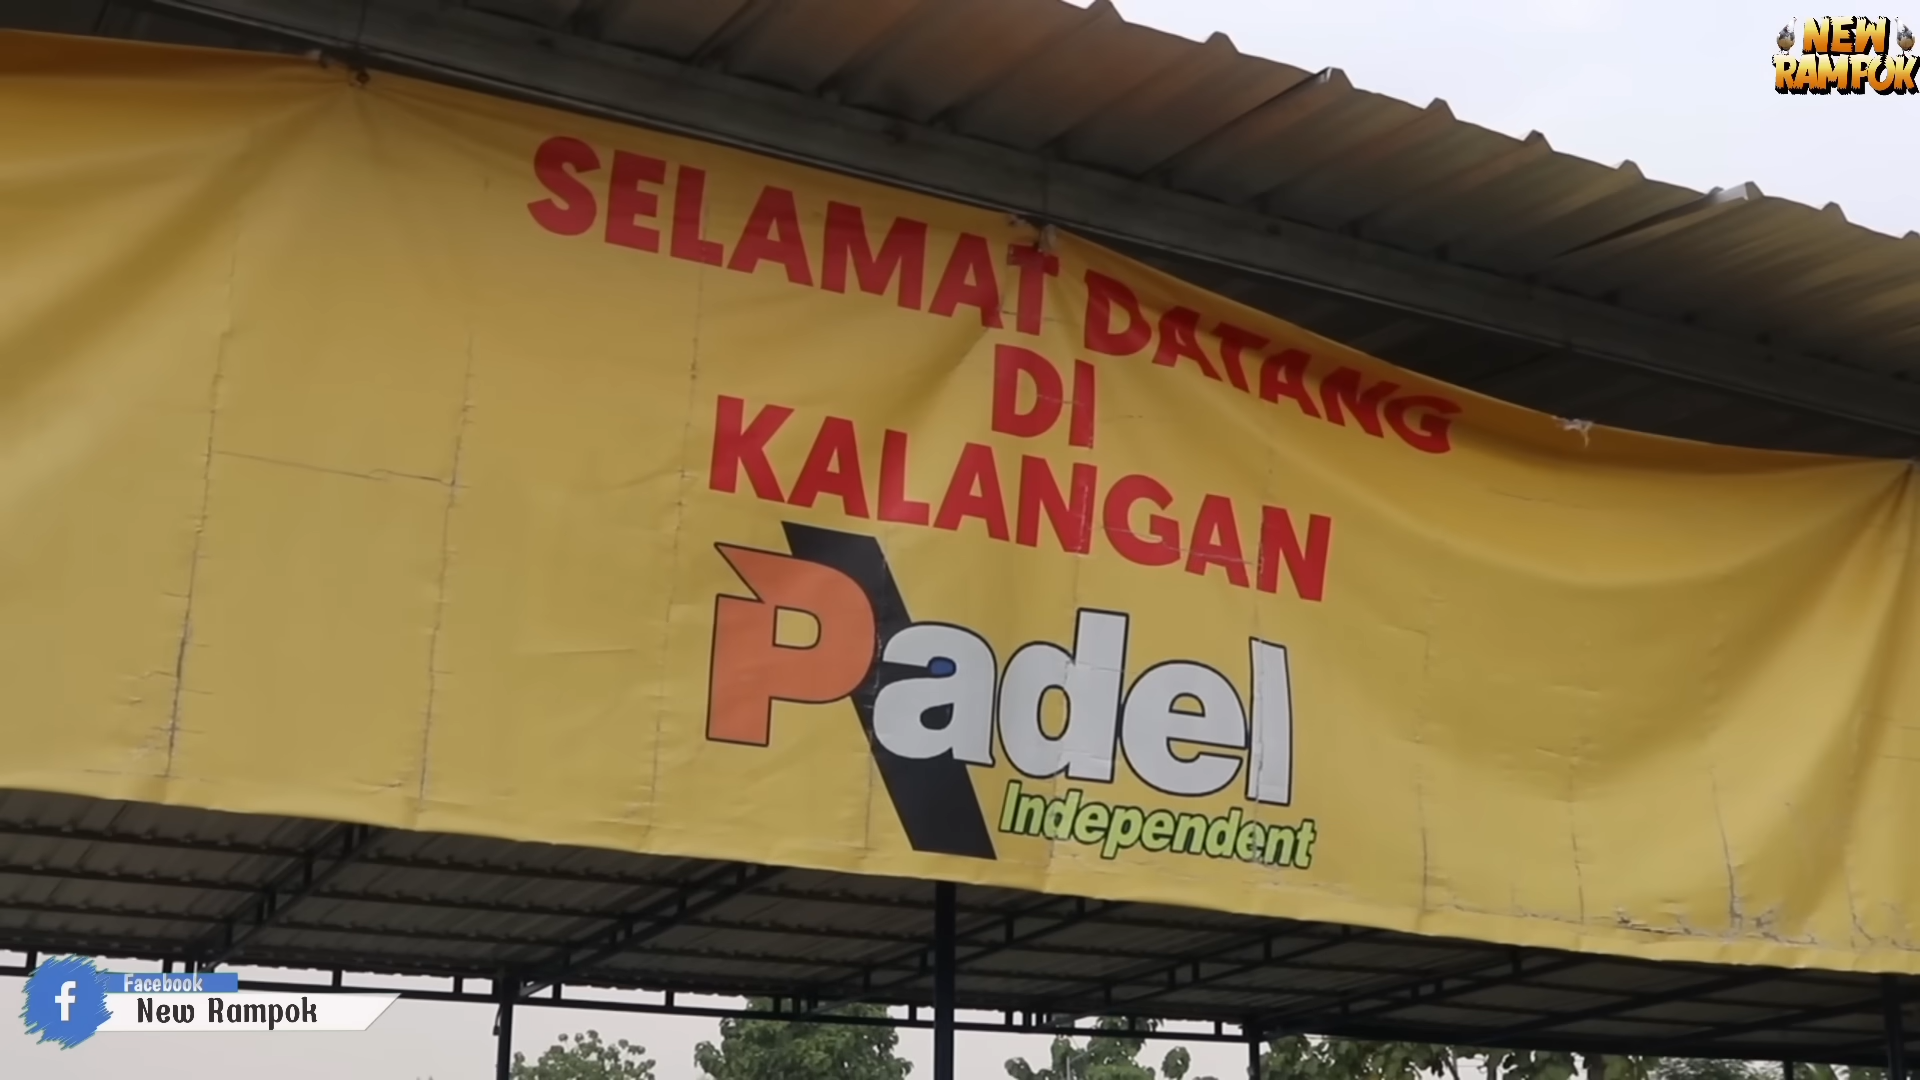 NEW
RAMPOK
SELAMAT DATANG
DI
KALANGAN
Padel
Independent
Facebook
New Rampok